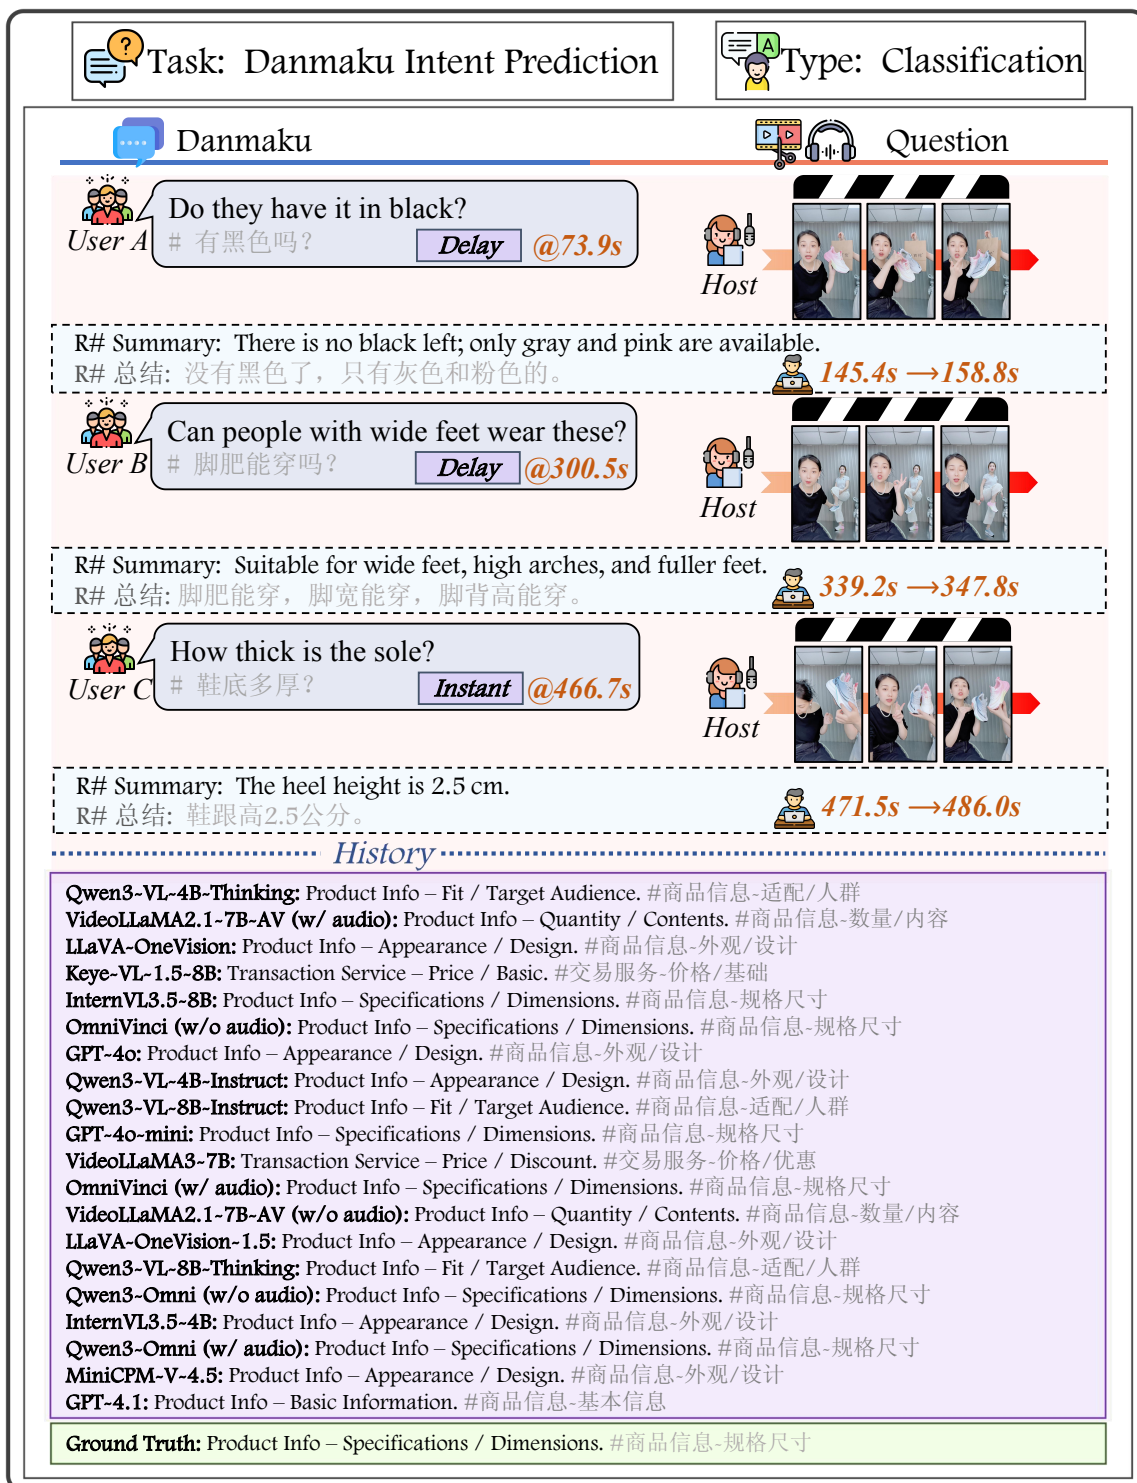 Task: Danmaku Intent Prediction
Type: Classification
Danmaku
Question
User A
Do they have it in black?
# 有黑色吗?
Delay @73.9s
Host
R# Summary: There is no black left; only gray and pink are available.
R# 总结: 没有黑色了，只有灰色和粉色的。
145.4s →158.8s
User B
Can people with wide feet wear these?
# 脚肥能穿吗?
Delay @300.5s
Host
R# Summary: Suitable for wide feet, high arches, and fuller feet.
R# 总结: 脚肥能穿，脚宽能穿，脚背高能穿。
339.2s →347.8s
User C
How thick is the sole?
# 鞋底多厚?
Instant @466.7s
Host
R# Summary: The heel height is 2.5 cm.
R# 总结: 鞋跟高2.5公分。
471.5s →486.0s
History
Qwen3-VL-4B-Thinking: Product Info – Fit / Target Audience. #商品信息-适配/人群
VideoLLaMA2.1-7B-AV (w/ audio): Product Info – Quantity / Contents. #商品信息-数量/内容
LLaVA-OneVision: Product Info – Appearance / Design. #商品信息-外观/设计
Keye-VL-1.5-8B: Transaction Service – Price / Basic. #交易服务-价格/基础
InternVL3.5-8B: Product Info – Specifications / Dimensions. #商品信息-规格尺寸
OmniVinci (w/o audio): Product Info – Specifications / Dimensions. #商品信息-规格尺寸
GPT-4o: Product Info – Appearance / Design. #商品信息-外观/设计
Qwen3-VL-4B-Instruct: Product Info – Appearance / Design. #商品信息-外观/设计
Qwen3-VL-8B-Instruct: Product Info – Fit / Target Audience. #商品信息-适配/人群
GPT-4o-mini: Product Info – Specifications / Dimensions. #商品信息-规格尺寸
VideoLLaMA3-7B: Transaction Service – Price / Discount. #交易服务-价格/优惠
OmniVinci (w/ audio): Product Info – Specifications / Dimensions. #商品信息-规格尺寸
VideoLLaMA2.1-7B-AV (w/o audio): Product Info – Quantity / Contents. #商品信息-数量/内容
LLaVA-OneVision-1.5: Product Info – Appearance / Design. #商品信息-外观/设计
Qwen3-VL-8B-Thinking: Product Info – Fit / Target Audience. #商品信息-适配/人群
Qwen3-Omni (w/o audio): Product Info – Specifications / Dimensions. #商品信息-规格尺寸
InternVL3.5-4B: Product Info – Appearance / Design. #商品信息-外观/设计
Qwen3-Omni (w/ audio): Product Info – Specifications / Dimensions. #商品信息-规格尺寸
MiniCPM-V-4.5: Product Info – Appearance / Design. #商品信息-外观/设计
GPT-4.1: Product Info – Basic Information. #商品信息-基本信息
Ground Truth: Product Info – Specifications / Dimensions. #商品信息-规格尺寸